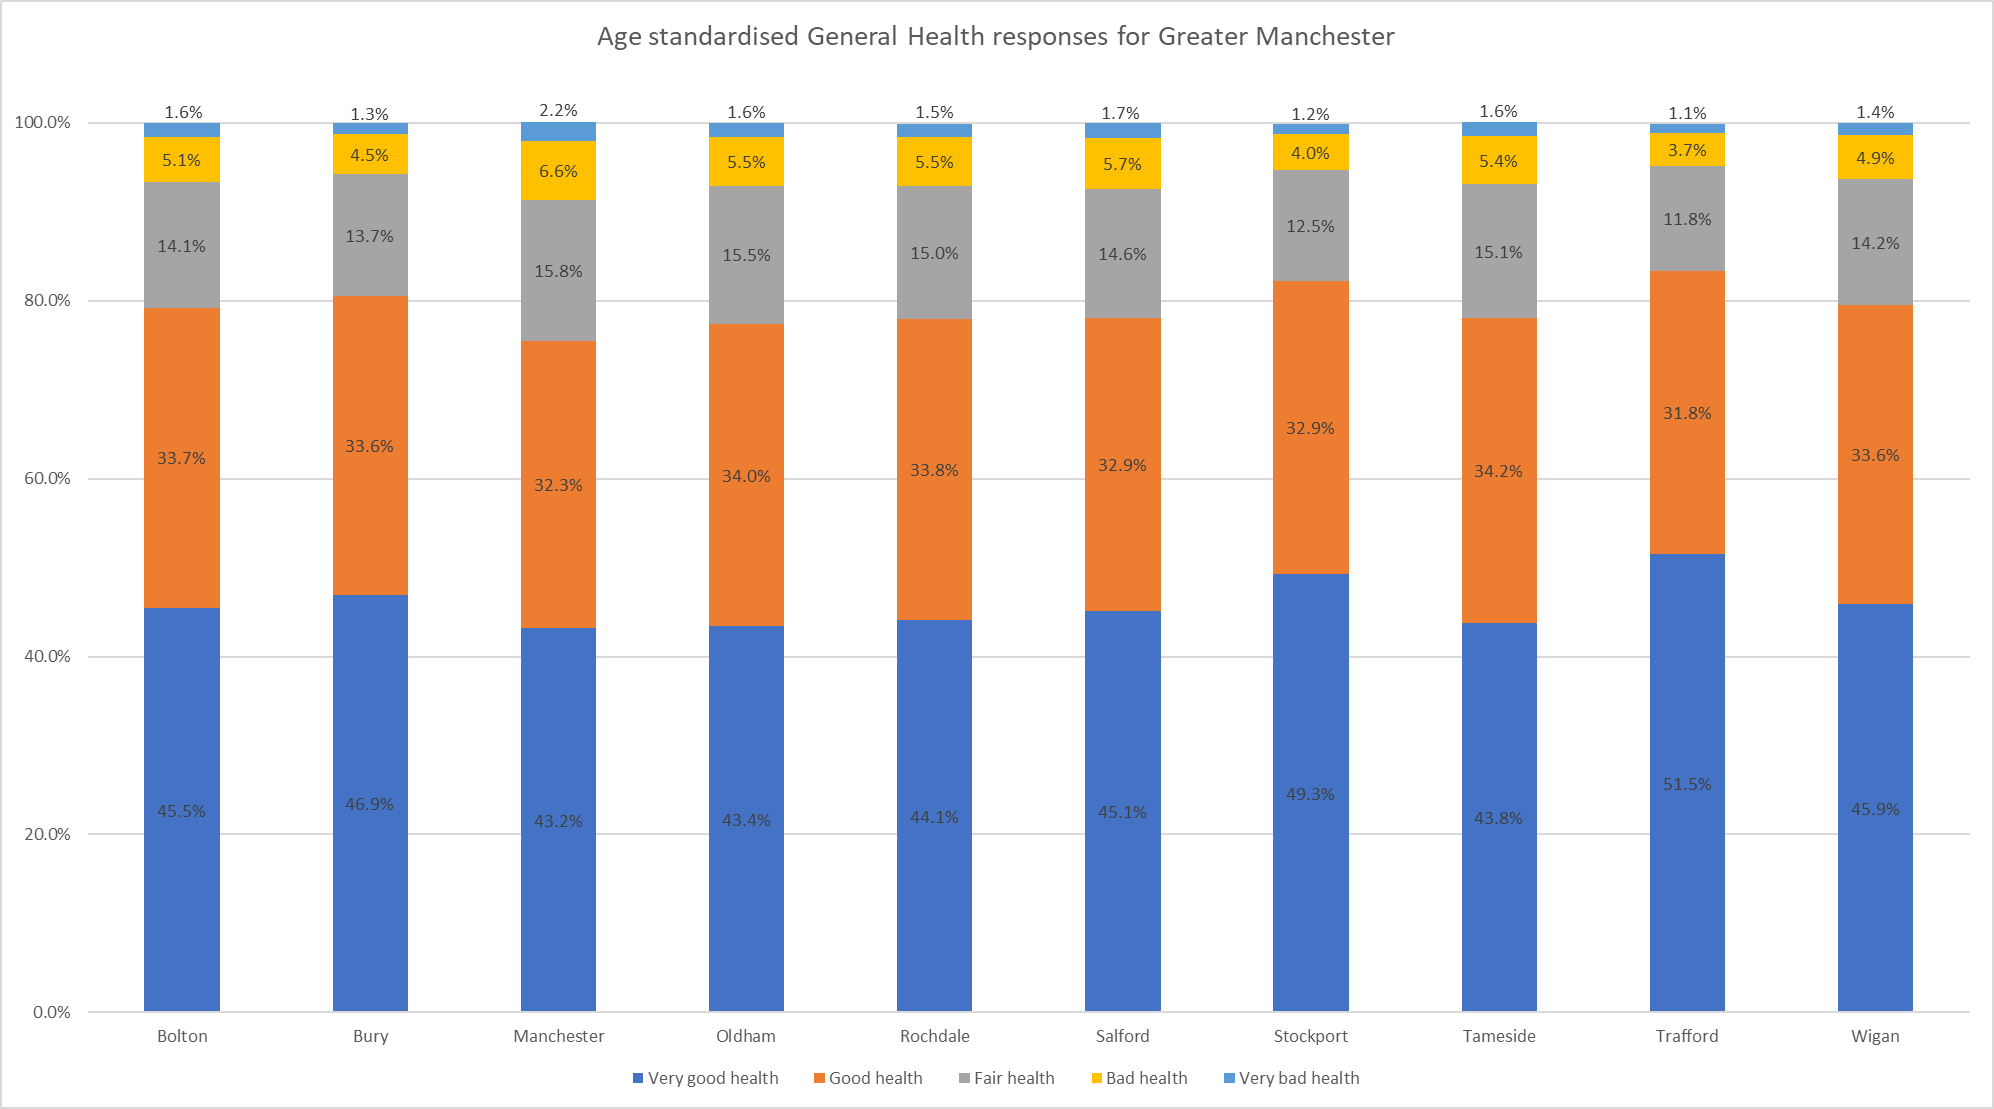 Age standardised General Health responses for Greater Manchester
1.6% 1.3% 2.2% 1.6% 1.5% 1.7% 1.2% 1.6% 1.1% 1.4%
100.0%
5.1% 4.5% 6.6% 5.5% 5.5% 5.7% 4.0% 5.4% 3.7% 4.9%
14.1% 13.7% 15.8% 15.5% 15.0% 14.6% 12.5% 15.1% 11.8% 14.2%
80.0%
33.7% 33.6% 32.3% 34.0% 33.8% 32.9% 32.9% 34.2% 31.8% 33.6%
60.0%
40.0%
45.5% 46.9% 43.2% 43.4% 44.1% 45.1% 49.3% 43.8% 51.5% 45.9%
20.0%
0.0%
Bolton Bury Manchester Oldham Rochdale Salford Stockport Tameside Trafford Wigan
Very good health Good health Fair health Bad health Very bad health